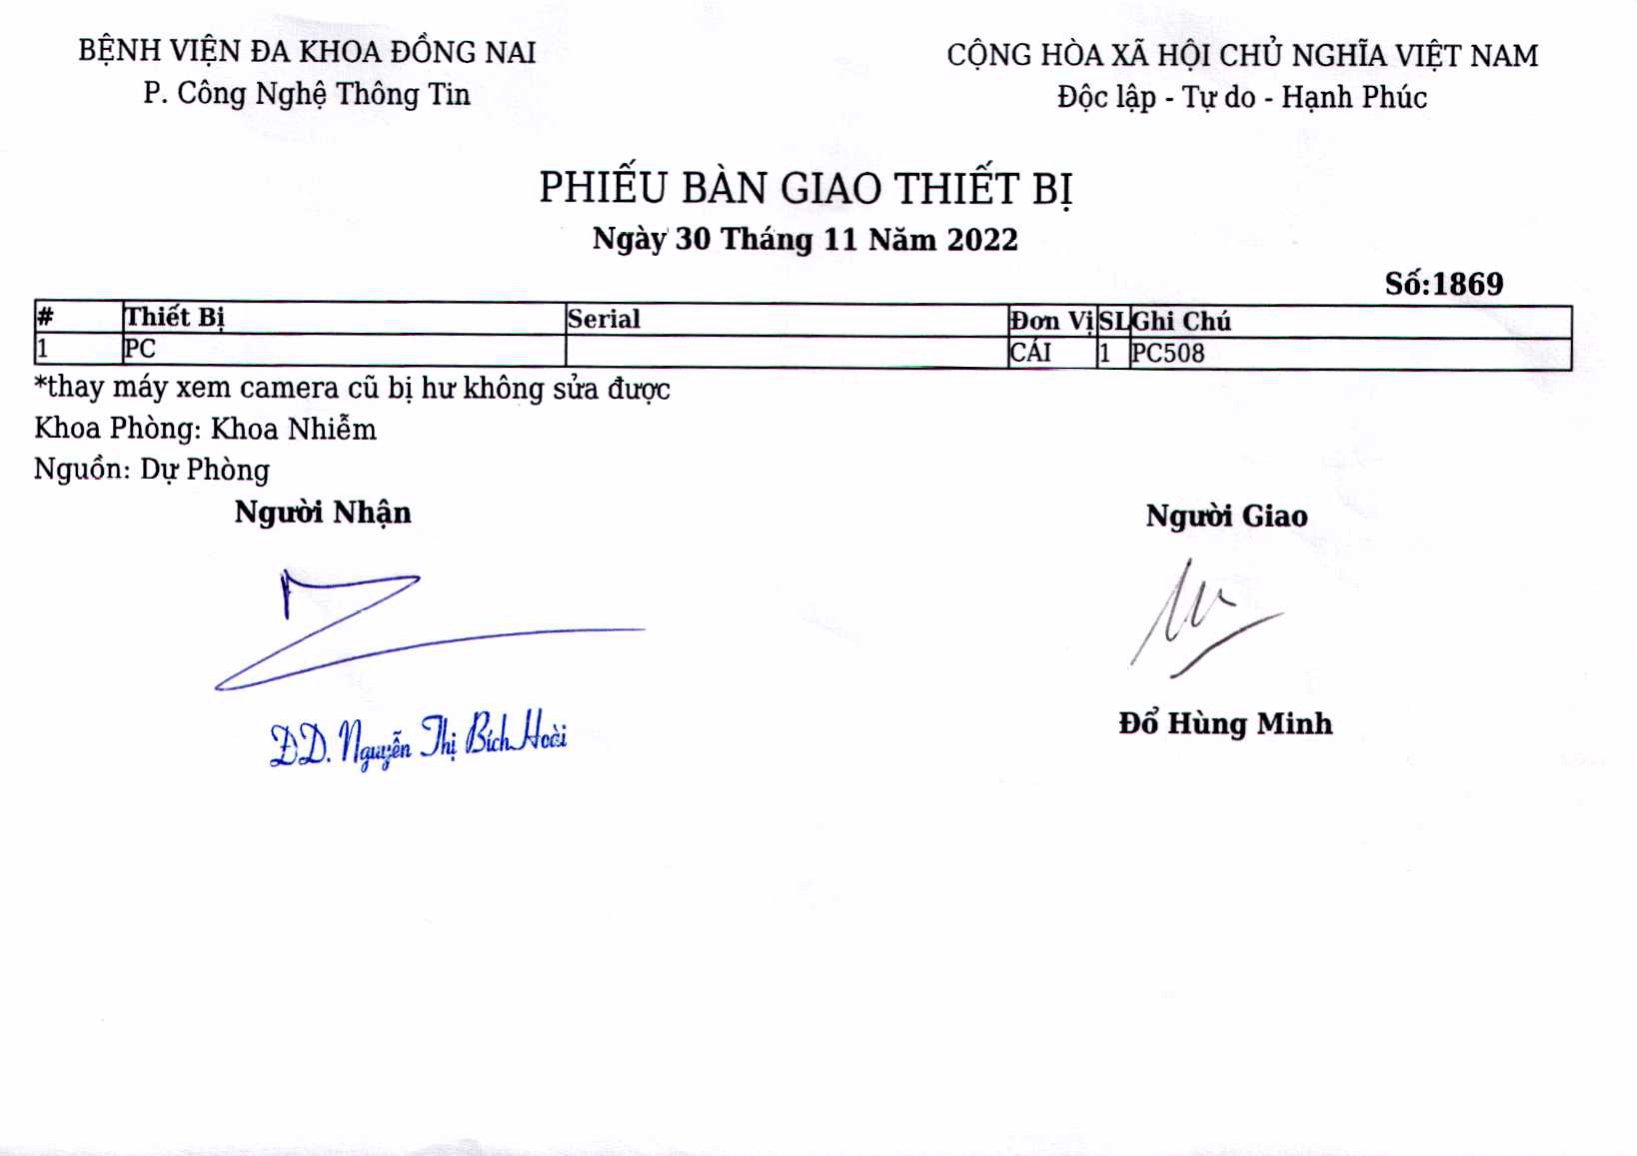 BỆNH VIỆN ĐA KHOA ĐỒNG NAI
P. Công Nghệ Thông Tin
CỘNG HÒA XÃ HỘI CHỦ NGHĨA VIỆT NAM
Độc lập - Tự do - Hạnh Phúc
PHIẾU BÀN GIAO THIẾT BỊ
Ngày 30 Tháng 11 Năm 2022
Số:1869
# Thiết Bị Serial Đơn Vị SL Ghi Chú
1 PC CÁI 1 PC508
*thay máy xem camera cũ bị hư không sửa được
Khoa Phòng: Khoa Nhiễm
Nguồn: Dự Phòng
Người Nhận Người Giao
ĐD. Nguyễn Thị Bích Hoài
Đổ Hùng Minh